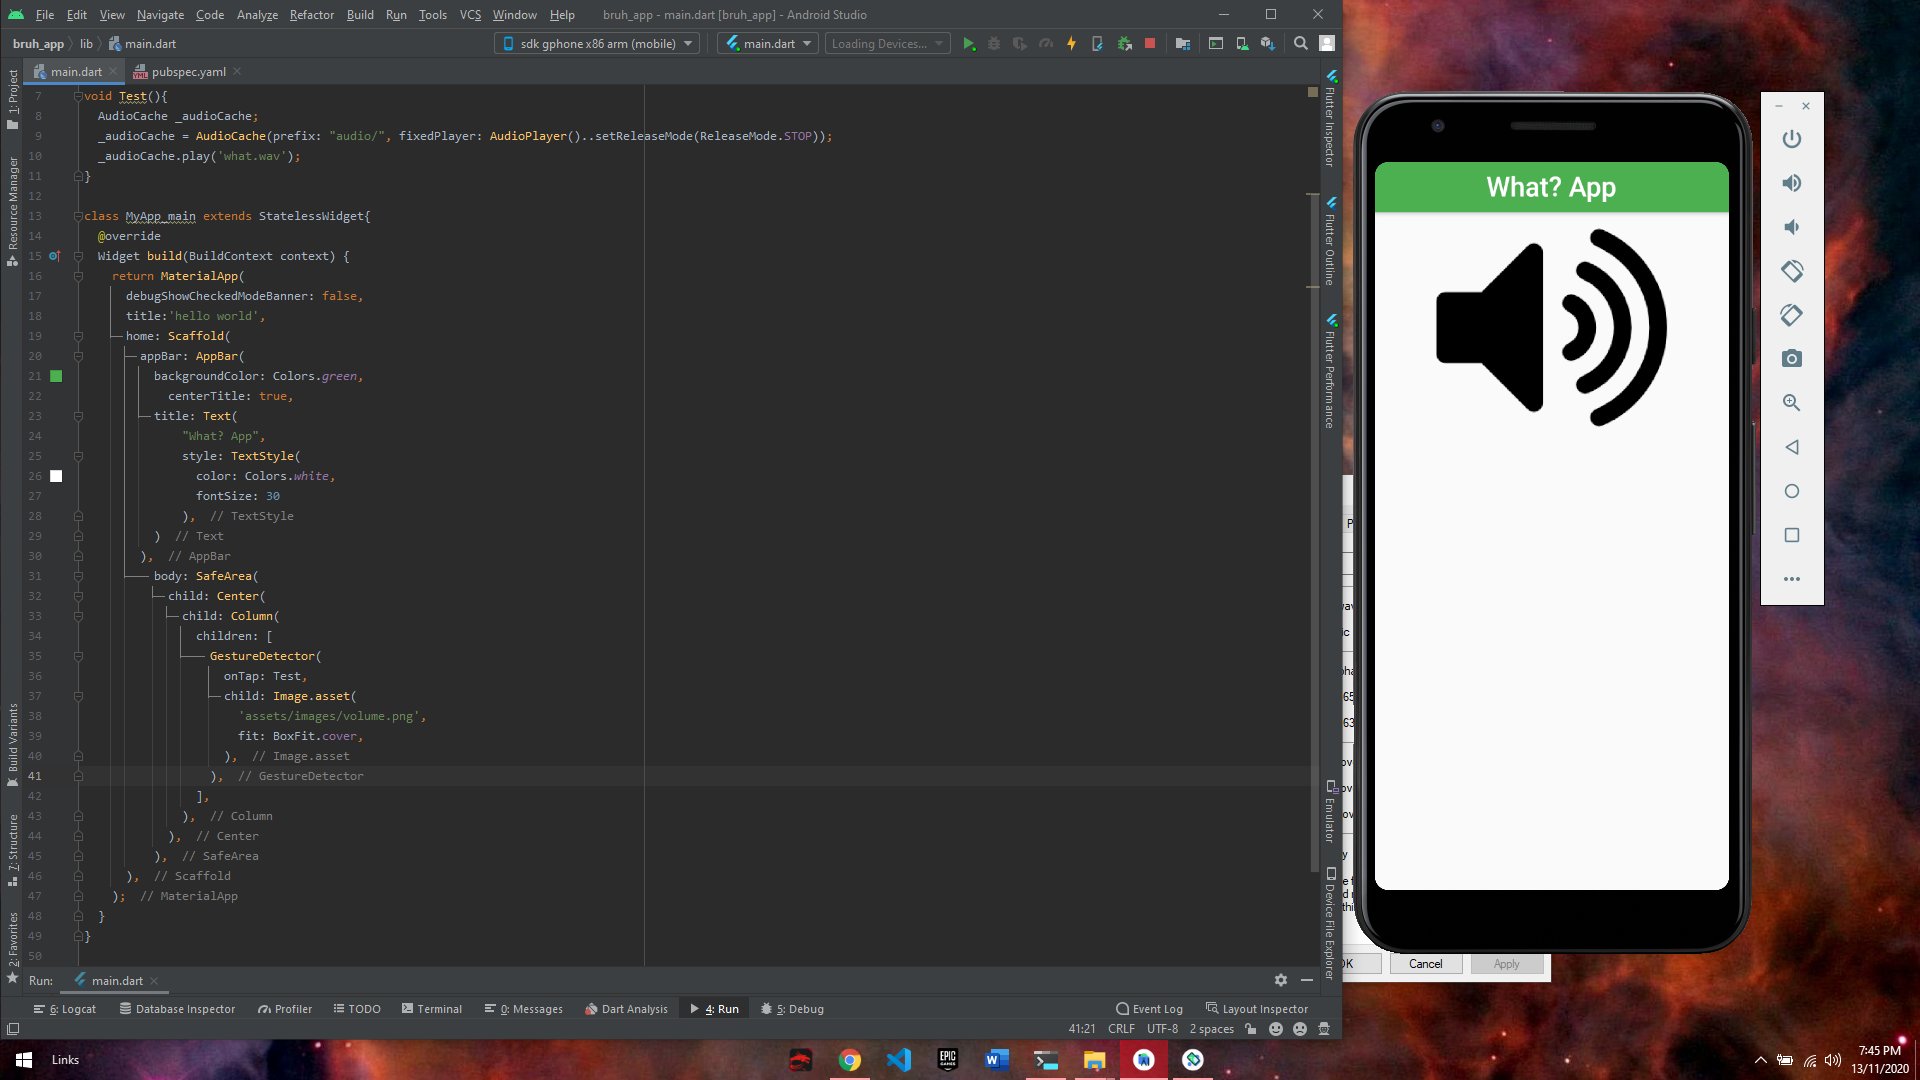 File Edit View Navigate Code Analyze Refactor Build Run Tools VCS Window Help bruh_app - main.dart [bruh_app] - Android Studio
bruh_app lib main.dart sdk gphone x86 arm (mobile) main.dart Loading Devices...
main.dart pubspec.yaml
7 void Test(){
8 AudioCache _audioCache;
9 _audioCache = AudioCache(prefix: "audio/", fixedPlayer: AudioPlayer()..setReleaseMode(ReleaseMode.STOP));
10 _audioCache.play('what.wav');
11 }
12
13 class MyApp_main extends StatelessWidget{
14 @override
15 Widget build(BuildContext context) {
16 return MaterialApp(
17 debugShowCheckedModeBanner: false,
18 title:'hello world',
19 home: Scaffold(
20 appBar: AppBar(
21 backgroundColor: Colors.green,
22 centerTitle: true,
23 title: Text(
24 "What? App",
25 style: TextStyle(
26 color: Colors.white,
27 fontSize: 30
28 ), // TextStyle
29 ) // Text
30 ), // AppBar
31 body: SafeArea(
32 child: Center(
33 child: Column(
34 children: [
35 GestureDetector(
36 onTap: Test,
37 child: Image.asset(
38 'assets/images/volume.png',
39 fit: BoxFit.cover,
40 ), // Image.asset
41 ), // GestureDetector
42 ],
43 ), // Column
44 ), // Center
45 ), // SafeArea
46 ), // Scaffold
47 ); // MaterialApp
48 }
49 }
50
1: Project
Resource Manager
Build Variants
7: Structure
2: Favorites
Flutter Inspector
Flutter Outline
Flutter Performance
Emulator
Device File Explorer
Run: main.dart
6: Logcat Database Inspector Profiler TODO Terminal 0: Messages Dart Analysis 4: Run 5: Debug Event Log Layout Inspector
41:21 CRLF UTF-8 2 spaces
What? App
OK Cancel Apply
Links
EPIC GAMES
7:45 PM
13/11/2020